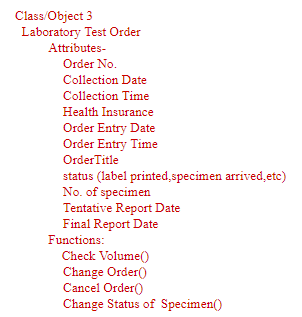 Class/Object 3
Laboratory Test Order
Attributes-
Order No.
Collection Date
Collection Time
Health Insurance
Order Entry Date
Order Entry Time
OrderTitle
status (label printed,specimen arrived,etc)
No. of specimen
Tentative Report Date
Final Report Date
Functions:
Check Volume()
Change Order()
Cancel Order()
Change Status of Specimen()